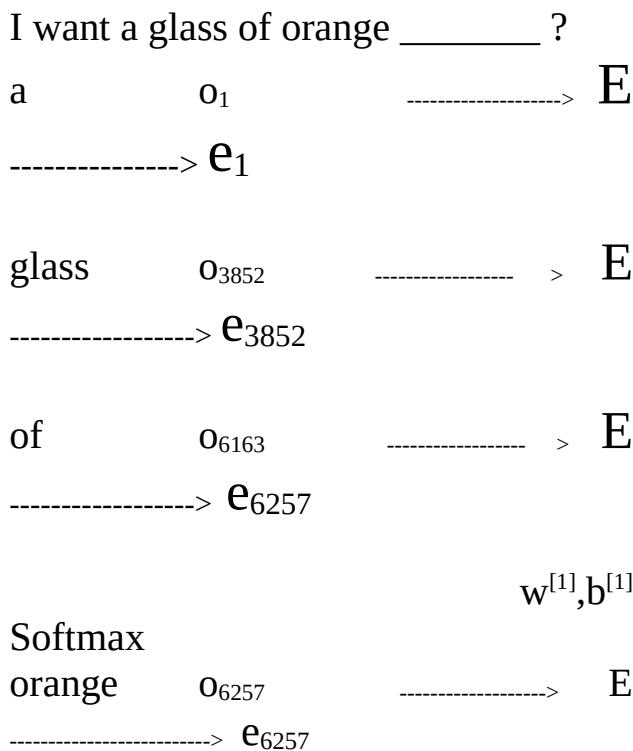 I want a glass of orange _______ ?
a o₁ --------------------> E
---------------> e₁
glass o₃₈₅₂ ------------------ > E
-----------------> e₃₈₅₂
of o₆₁₆₃ ------------------ > E
-----------------> e₆₂₅₇
w[1],b[1]
Softmax
orange o₆₂₅₇ -------------------> E
--------------------------> e₆₂₅₇